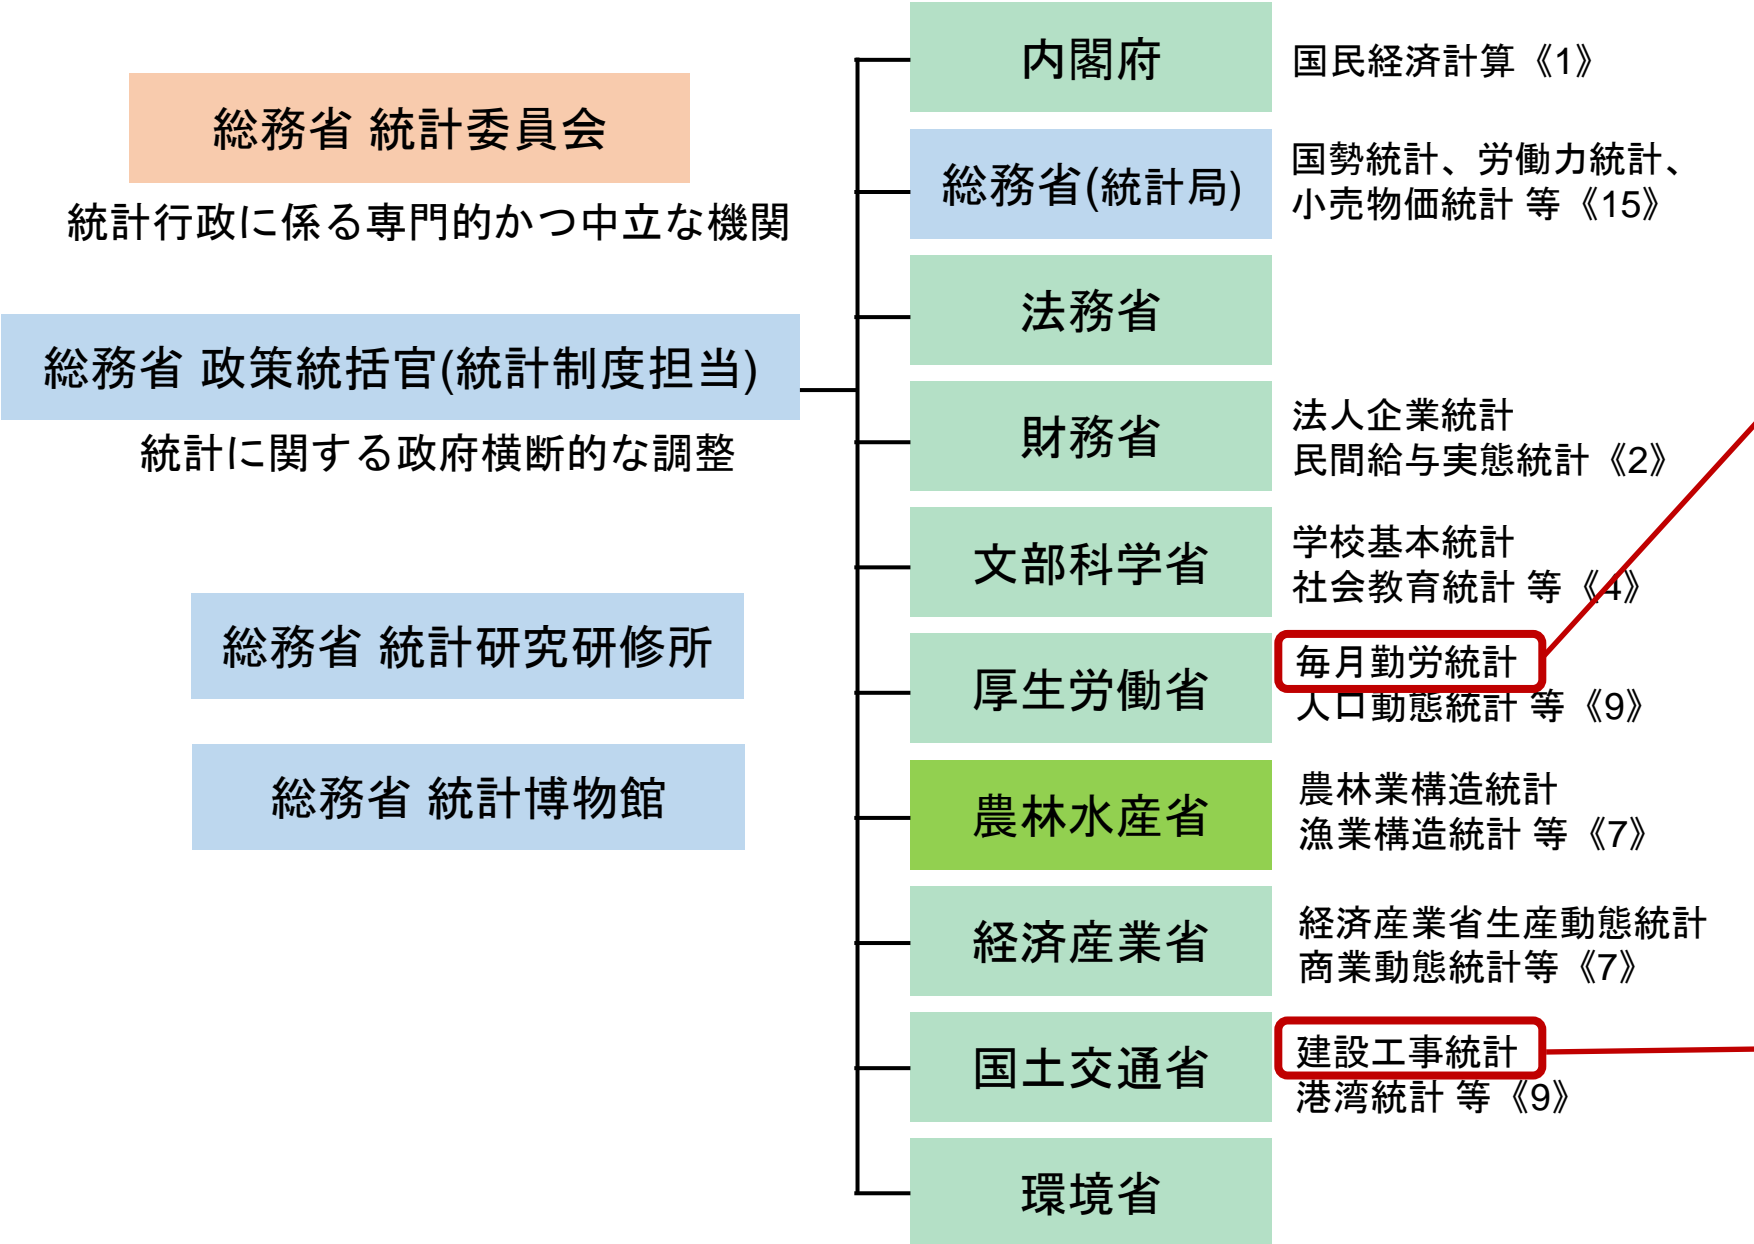 総務省 統計委員会
統計行政に係る専門的かつ中立な機関
総務省 政策統括官(統計制度担当)
統計に関する政府横断的な調整
総務省 統計研究研修所
総務省 統計博物館
内閣府
国民経済計算《1》
総務省(統計局)
国勢統計、労働力統計、
小売物価統計 等《15》
法務省
財務省
法人企業統計
民間給与実態統計《2》
文部科学省
学校基本統計
社会教育統計 等《4》
厚生労働省
毎月勤労統計
人口動態統計 等《9》
農林水産省
農林業構造統計
漁業構造統計 等《7》
経済産業省
経済産業省生産動態統計
商業動態統計等《7》
国土交通省
建設工事統計
港湾統計 等《9》
環境省